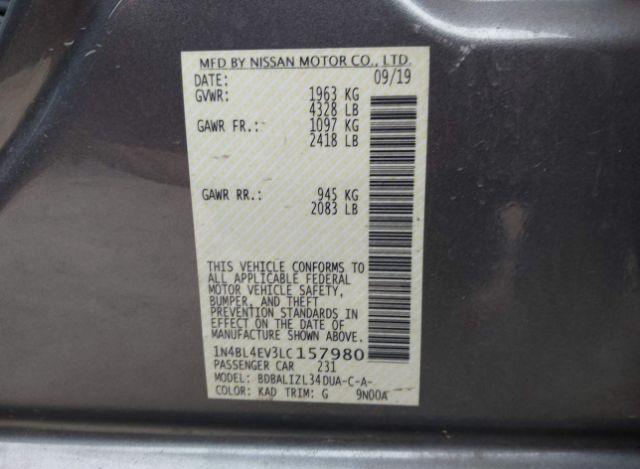 MFD BY NISSAN MOTOR CO., LTD.
DATE: 09/19
GVWR: 1963 KG
4328 LB
GAWR FR.: 1097 KG
2418 LB
GAWR RR.: 945 KG
2083 LB
THIS VEHICLE CONFORMS TO
ALL APPLICABLE FEDERAL
MOTOR VEHICLE SAFETY,
BUMPER, AND THEFT
PREVENTION STANDARDS IN
EFFECT ON THE DATE OF
MANUFACTURE SHOWN ABOVE.
1N4BL4EV3LC157980
PASSENGER CAR 231
MODEL: BDBALIZL34DUA-C-A-
COLOR: KAD TRIM: G 9N00A